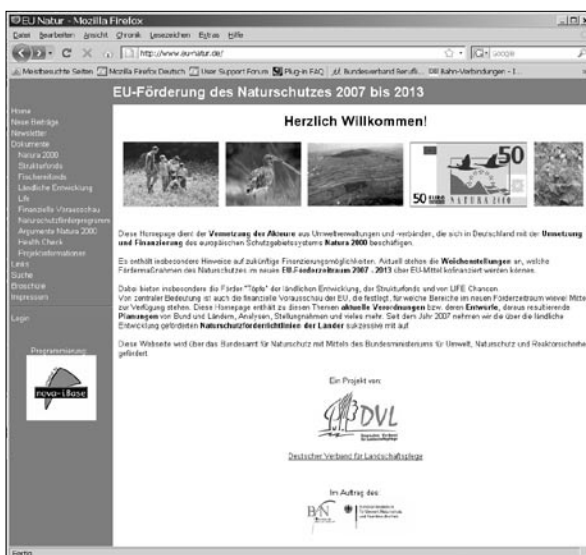 EU Natur - Mozilla Firefox
Datei Bearbeiten Ansicht Chronik Lesezeichen Extras Hilfe
http://www.eu-natur.de/
Google
Meistbesuchte Seiten Mozilla Firefox Deutsch User Support Forum Plug-in FAQ Bundesverband Berufli... Bahn-Verbindungen - I...
EU-Förderung des Naturschutzes 2007 bis 2013
Home
Neue Beiträge
Newsletter
Dokumente
Natura 2000
Strukturfonds
Fischereifonds
Ländliche Entwicklung
Life
Finanzielle Vorausschau
Naturschutzförderprogramm
Argumente Natura 2000
Health Check
Projektinformationen
Links
Suche
Broschüre
Impressum
Login
Programmierung:
nova-iBase
Herzlich Willkommen!
50
50 EURO NATURA 2000
Diese Homepage dient der Vernetzung der Akteure aus Umweltverwaltungen und -verbänden, die sich in Deutschland mit der Umsetzung
und Finanzierung des europäischen Schutzgebietssystems Natura 2000 beschäftigen.
Es enthält insbesondere Hinweise auf zukünftige Finanzierungsmöglichkeiten. Aktuell stehen die Weichenstellungen an, welche
Fördermaßnahmen des Naturschutzes im neuen EU-Förderzeitraum 2007 - 2013 über EU-Mittel kofinanziert werden können.
Dabei bieten insbesondere die Förder "Töpfe" der ländlichen Entwicklung, der Strukturfonds und von LIFE Chancen.
Von zentraler Bedeutung ist auch die finanzielle Vorausschau der EU, die festlegt, für welche Bereiche im neuen Förderzeitraum wieviel Mittel
zur Verfügung stehen. Diese Homepage enthält zu diesen Themen aktuelle Verordnungen bzw. deren Entwürfe, daraus resultierende
Planungen von Bund und Ländern, Analysen, Stellungnahmen und vieles mehr. Seit dem Jahr 2007 nehmen wir die über die ländliche
Entwicklung geförderten Naturschutzförderrichtlinien der Länder sukzessive mit auf.
Diese Webseite wird über das Bundesamt für Naturschutz mit Mitteln des Bundesministeriums für Umwelt, Naturschutz und Reaktorsicherheit
gefördert.
Ein Projekt von:
DVL
Deutscher Verband
für Landschaftspflege
Deutscher Verband für Landschaftspflege
Im Auftrag des:
BfN
Fertig